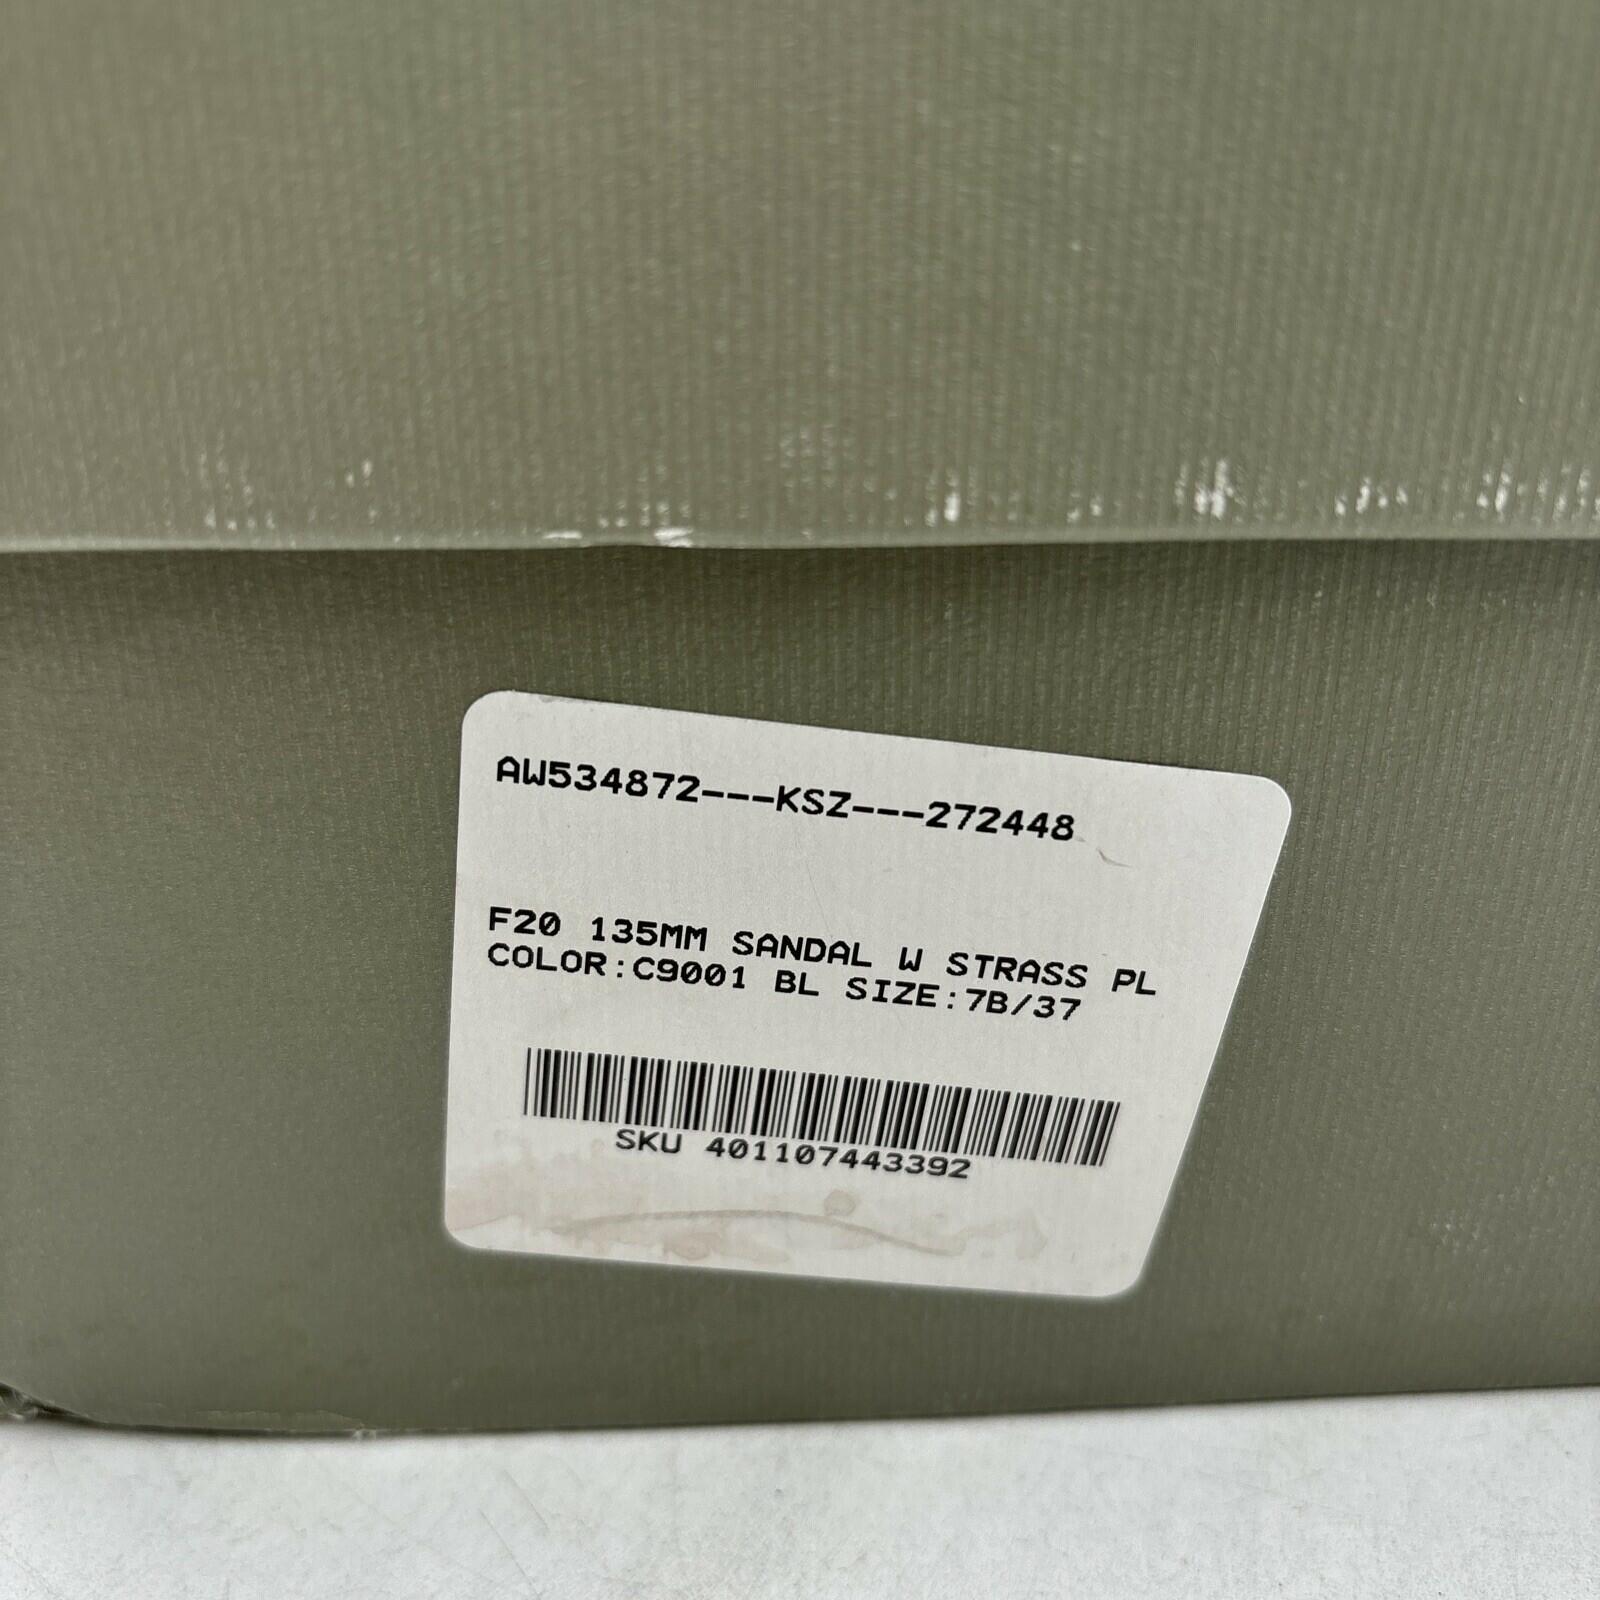 AW534872---KSZ---272448
F20 135MM SANDAL W STRASS PL
COLOR:C9001 BL SIZE:7B/37
SKU 401107443392